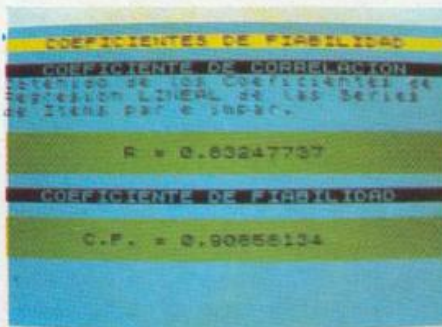 COEFICIENTES DE FIABILIDAD
COEFICIENTE DE CORRELACION
Obtenido de los Coeficientes de
Regresion LINEAL de las Series
de Items par e impar.
R = 0.83247737
COEFICIENTE DE FIABILIDAD
C.F. = 0.90858134